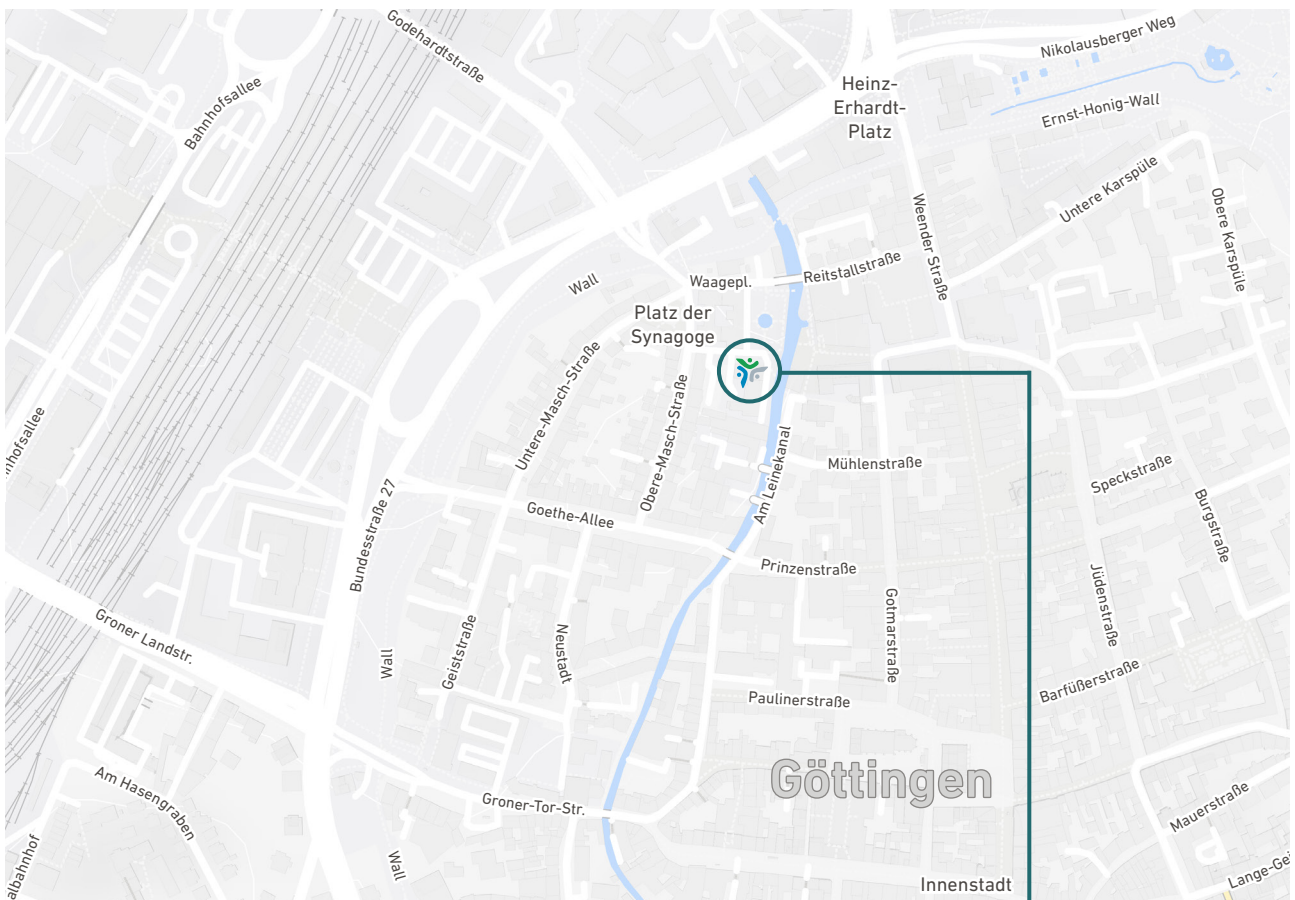 Godehardtstraße
Nikolausberger Weg
Bahnhofsallee
Heinz-
Erhardt-
Platz
Ernst-Honig-Wall
Untere Karspüle
Obere Karspüle
Weender Straße
Reitstallstraße
Wall
Waagepl.
Platz der
Synagoge
Untere-Masch-Straße
Obere-Masch-Straße
Am Leinekanal
Mühlenstraße
nhofsallee
Speckstraße
Burgstraße
Bundesstraße 27
Goethe-Allee
Prinzenstraße
Jüdenstraße
Gotmarstraße
Groner Landstr.
Wall
Geiststraße
Neustadt
Barfüßerstraße
Paulinerstraße
Göttingen
Am Hasengraben
Groner-Tor-Str.
Mauerstraße
Wall
albahnhof
Innenstadt
Lange-Gei